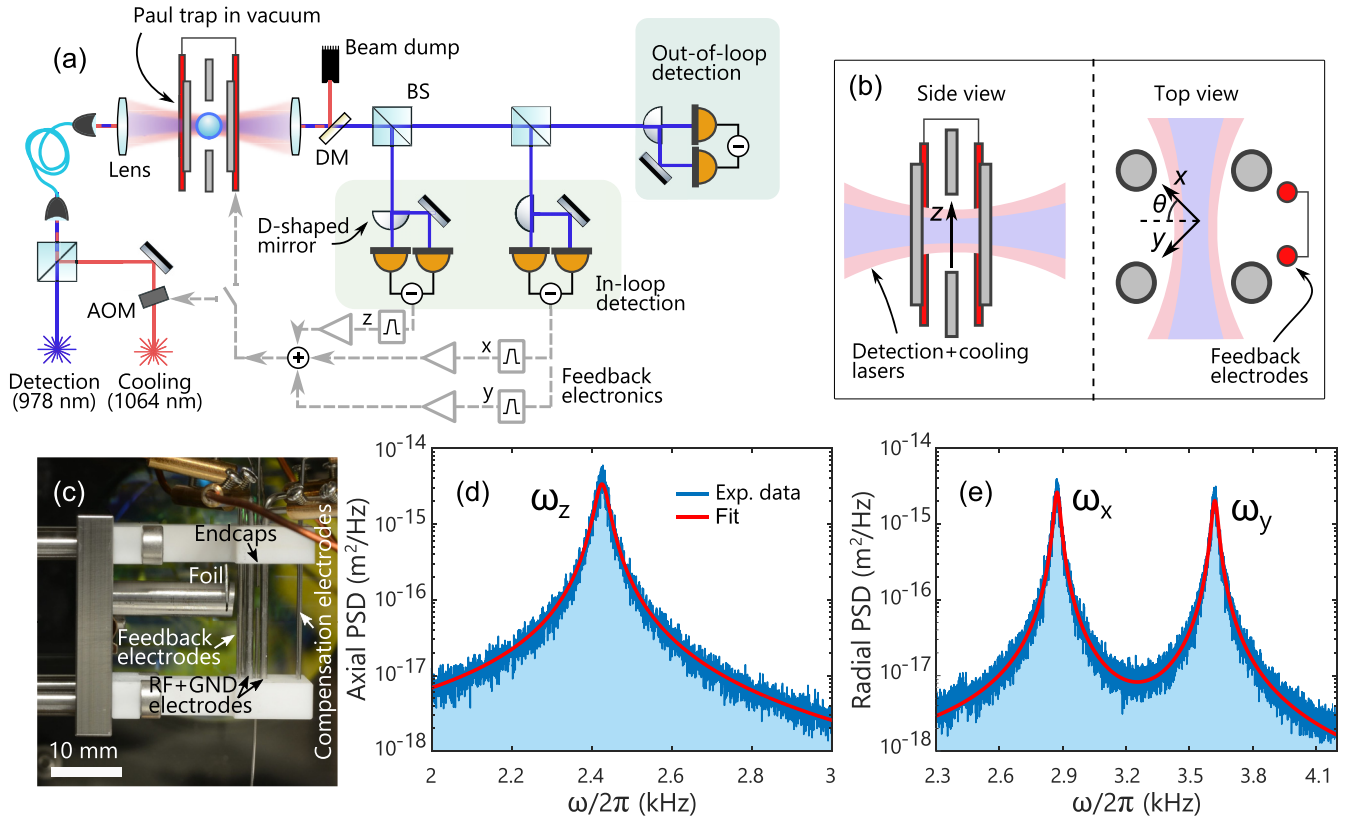 (a)
Paul trap in vacuum
Beam dump
BS
Out-of-loop
detection
Lens
DM
D-shaped
mirror
In-loop
detection
AOM
z
x
y
+
−
−
−
Feedback
electronics
Detection
(978 nm)
Cooling
(1064 nm)
(b)
Side view
Top view
z
x
θ
y
Detection+cooling
lasers
Feedback
electrodes
(c)
Endcaps
Foil
Feedback
electrodes
RF+GND
electrodes
Compensation electrodes
10 mm
(d)
ωz
Exp. data
Fit
Axial PSD (m²/Hz)
10⁻¹⁴
10⁻¹⁵
10⁻¹⁶
10⁻¹⁷
10⁻¹⁸
2 2.2 2.4 2.6 2.8 3
ω/2π (kHz)
(e)
ωx
ωy
Radial PSD (m²/Hz)
10⁻¹⁴
10⁻¹⁵
10⁻¹⁶
10⁻¹⁷
10⁻¹⁸
2.3 2.6 2.9 3.2 3.5 3.8 4.1
ω/2π (kHz)